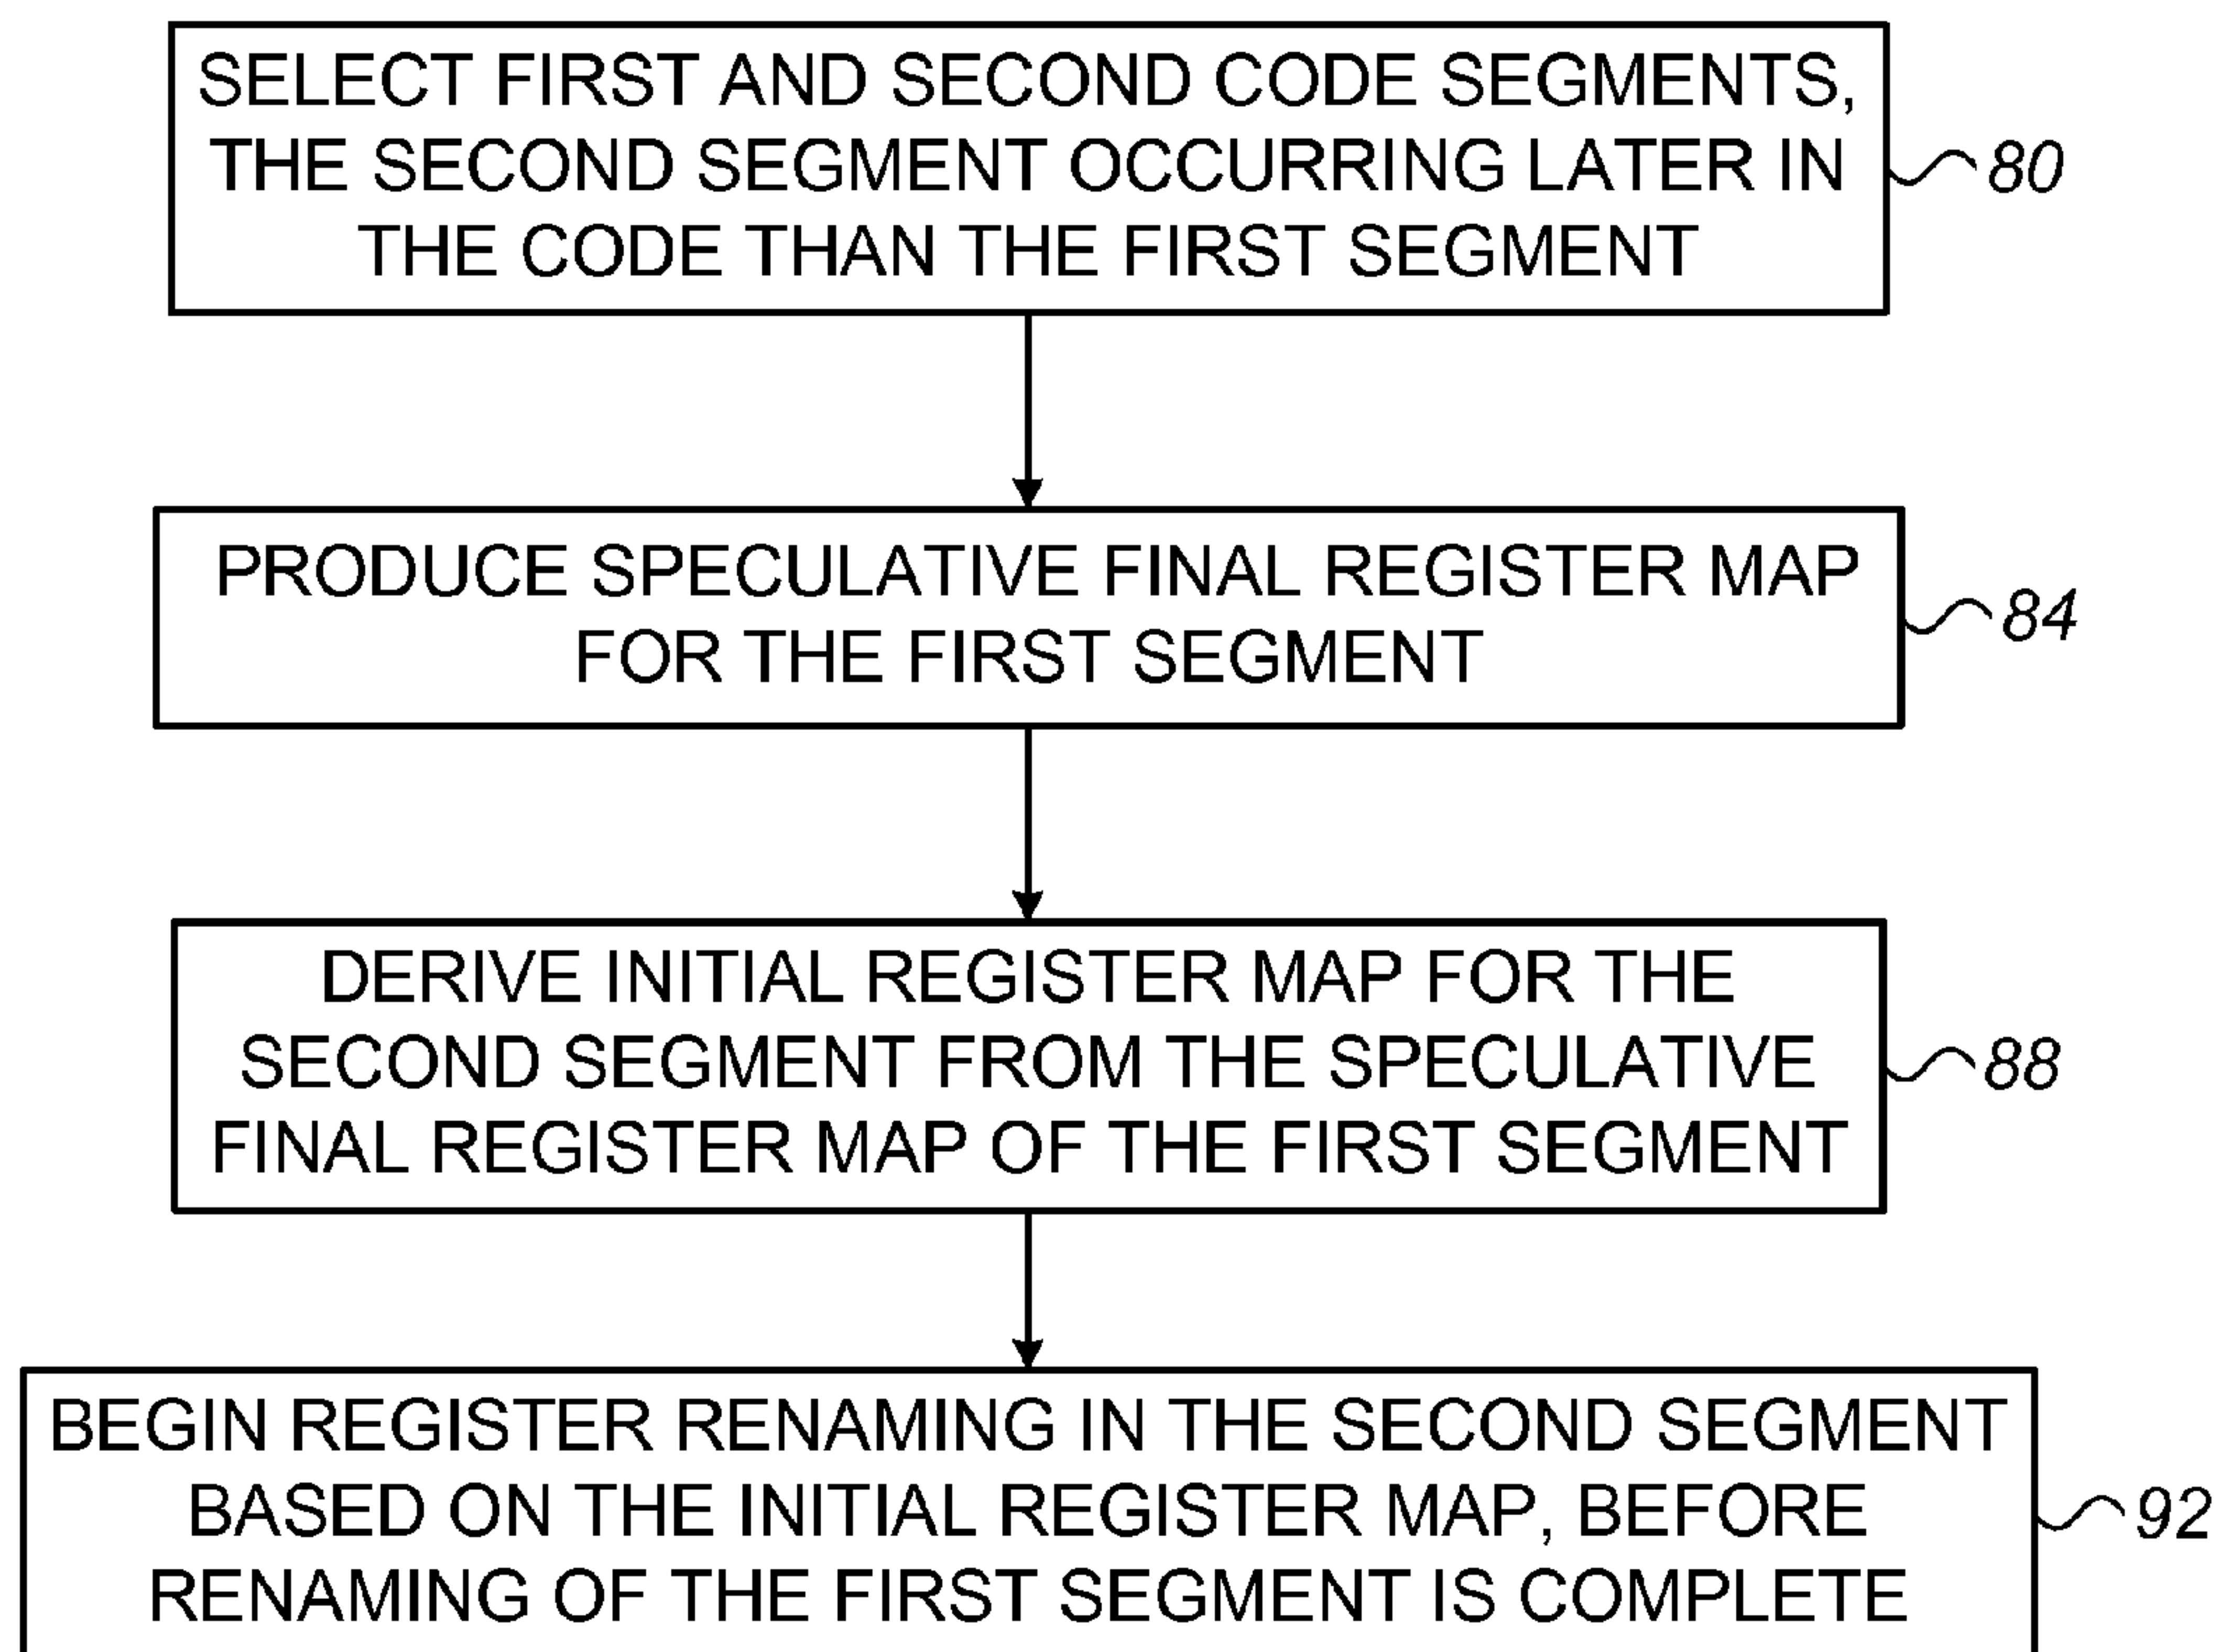 SELECT FIRST AND SECOND CODE SEGMENTS,
THE SECOND SEGMENT OCCURRING LATER IN
THE CODE THAN THE FIRST SEGMENT
80
PRODUCE SPECULATIVE FINAL REGISTER MAP
FOR THE FIRST SEGMENT
84
DERIVE INITIAL REGISTER MAP FOR THE
SECOND SEGMENT FROM THE SPECULATIVE
FINAL REGISTER MAP OF THE FIRST SEGMENT
88
BEGIN REGISTER RENAMING IN THE SECOND SEGMENT
BASED ON THE INITIAL REGISTER MAP, BEFORE
RENAMING OF THE FIRST SEGMENT IS COMPLETE
92